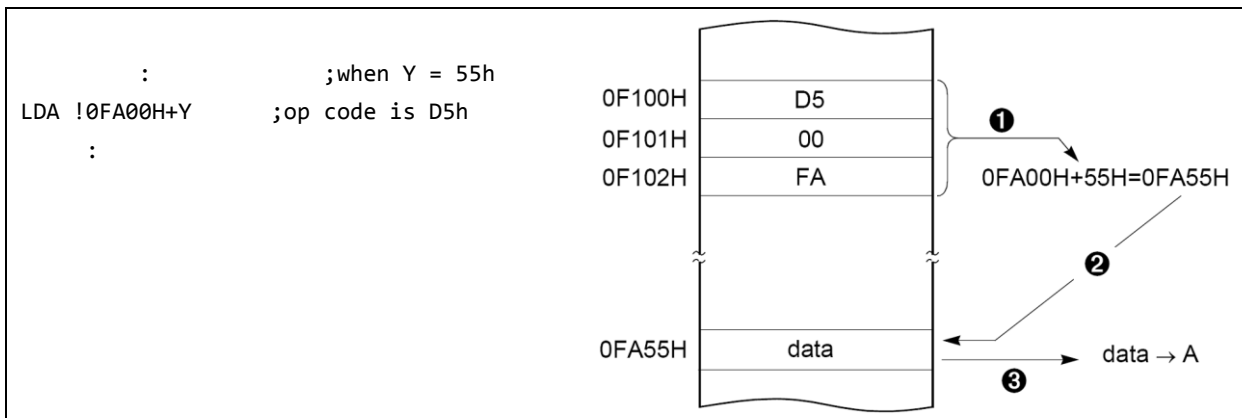 : ;when Y = 55h
LDA !0FA00H+Y ;op code is D5h
:
0F100H D5
0F101H 00
0F102H FA
❶
0FA00H+55H=0FA55H
❷
0FA55H data
data → A
❸